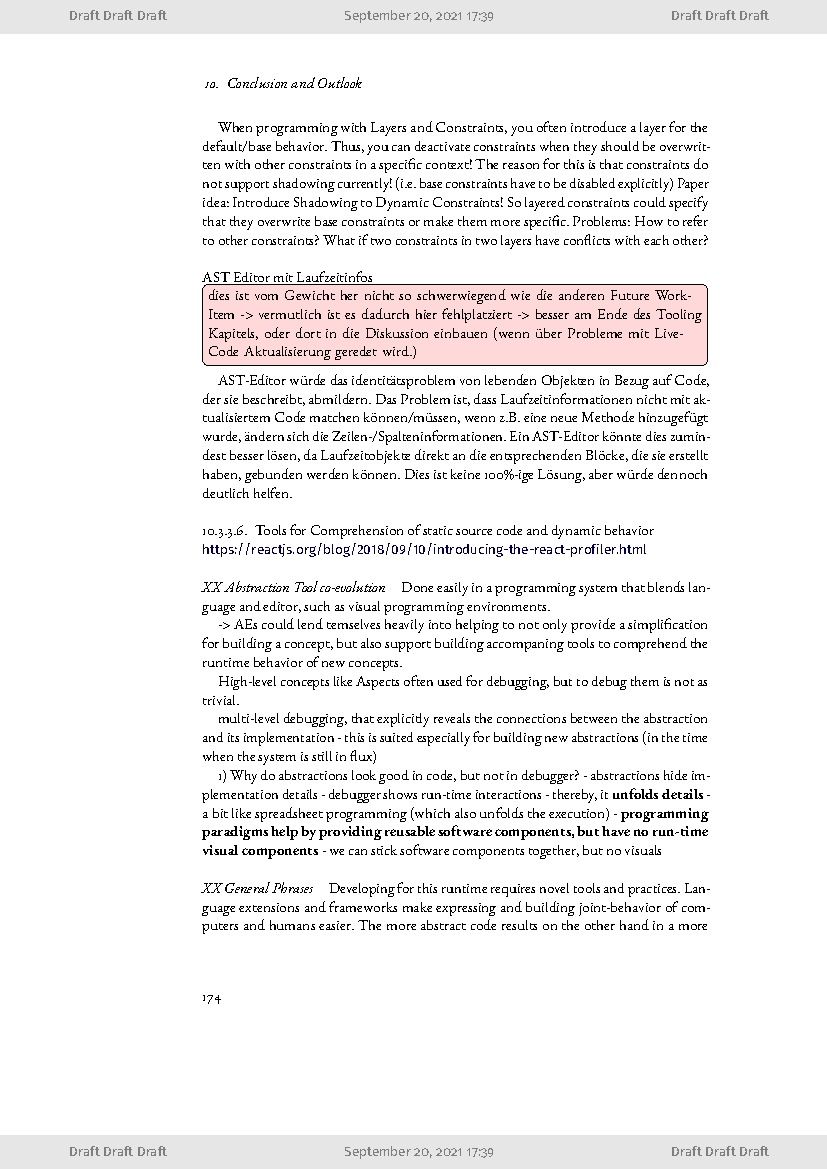 Draft Draft Draft September 20, 2021 17:39 Draft Draft Draft
10. Conclusion and Outlook
When programming with Layers and Constraints, you often introduce a layer for the
default/base behavior. Thus, you can deactivate constraints when they should be overwrit-
ten with other constraints in a specific context! The reason for this is that constraints do
not support shadowing currently! (i.e. base constraints have to be disabled explicitly) Paper
idea: Introduce Shadowing to Dynamic Constraints! So layered constraints could specify
that they overwrite base constraints or make them more specific. Problems: How to refer
to other constraints? What if two constraints in two layers have conflicts with each other?
AST Editor mit Laufzeitinfos
dies ist vom Gewicht her nicht so schwerwiegend wie die anderen Future Work-
Item -> vermutlich ist es dadurch hier fehlplatziert -> besser am Ende des Tooling
Kapitels, oder dort in die Diskussion einbauen (wenn über Probleme mit Live-
Code Aktualisierung geredet wird.)
AST-Editor würde das identitätsproblem von lebenden Objekten in Bezug auf Code,
der sie beschreibt, abmildern. Das Problem ist, dass Laufzeitinformationen nicht mit ak-
tualisiertem Code matchen können/müssen, wenn z.B. eine neue Methode hinzugefügt
wurde, ändern sich die Zeilen-/Spalteninformationen. Ein AST-Editor könnte dies zumin-
dest besser lösen, da Laufzeitobjekte direkt an die entsprechenden Blöcke, die sie erstellt
haben, gebunden werden können. Dies ist keine 100%-ige Lösung, aber würde dennoch
deutlich helfen.
10.3.3.6. Tools for Comprehension of static source code and dynamic behavior
https://reactjs.org/blog/2018/09/10/introducing-the-react-profiler.html
XX Abstraction Tool co-evolution Done easily in a programming system that blends lan-
guage and editor, such as visual programming environments.
-> AEs could lend temselves heavily into helping to not only provide a simplification
for building a concept, but also support building accompaning tools to comprehend the
runtime behavior of new concepts.
High-level concepts like Aspects often used for debugging, but to debug them is not as
trivial.
multi-level debugging, that explicitly reveals the connections between the abstraction
and its implementation - this is suited especially for building new abstractions (in the time
when the system is still in flux)
1) Why do abstractions look good in code, but not in debugger? - abstractions hide im-
plementation details - debugger shows run-time interactions - thereby, it unfolds details -
a bit like spreadsheet programming (which also unfolds the execution) - programming
paradigms help by providing reusable software components, but have no run-time
visual components - we can stick software components together, but no visuals
XX General Phrases Developing for this runtime requires novel tools and practices. Lan-
guage extensions and frameworks make expressing and building joint-behavior of com-
puters and humans easier. The more abstract code results on the other hand in a more
174
Draft Draft Draft September 20, 2021 17:39 Draft Draft Draft